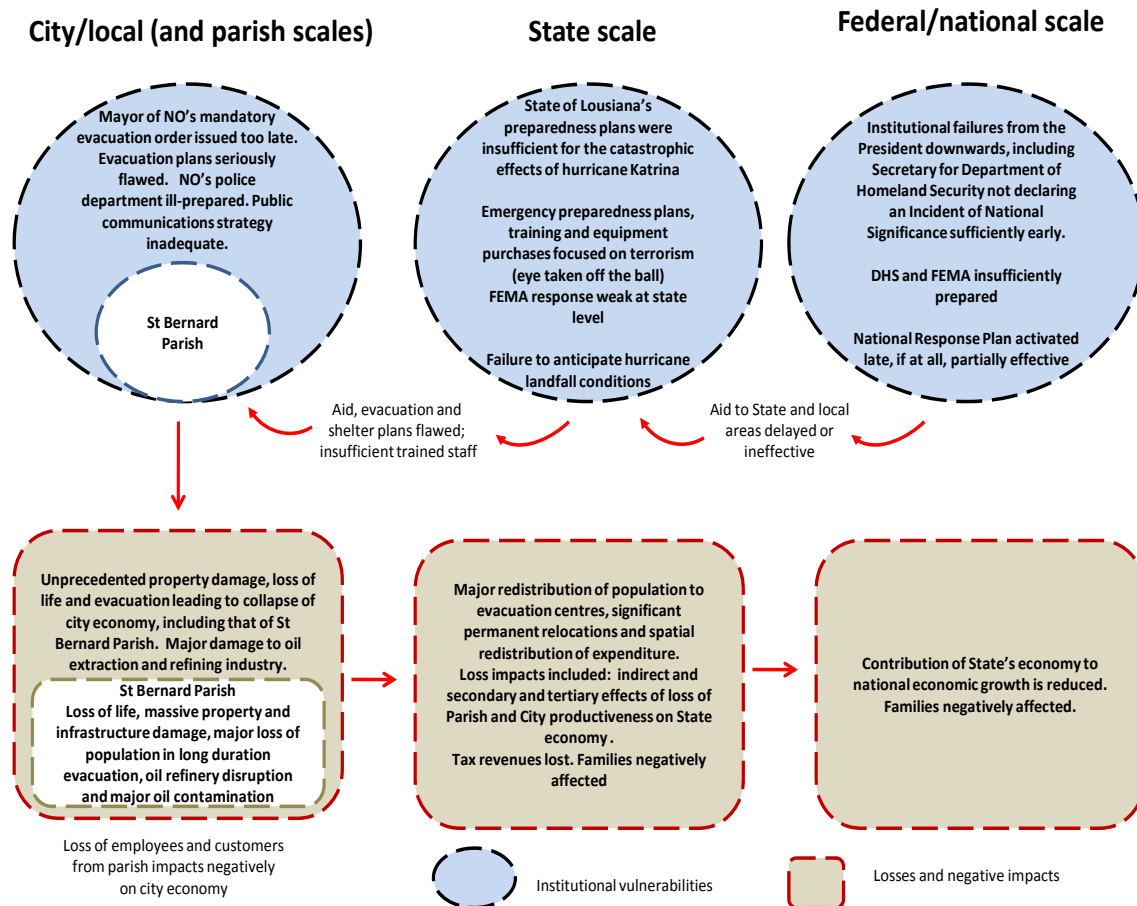 City/local (and parish scales)
State scale
Federal/national scale
Mayor of NO's mandatory
evacuation order issued too late.
Evacuation plans seriously
flawed. NO's police
department ill-prepared. Public
communications strategy
inadequate.
St Bernard
Parish
State of Lousiana's
preparedness plans were
insufficient for the catastrophic
effects of hurricane Katrina
Emergency preparedness plans,
training and equipment
purchases focused on terrorism
(eye taken off the ball)
FEMA response weak at state
level
Failure to anticipate hurricane
landfall conditions
Institutional failures from the
President downwards, including
Secretary for Department of
Homeland Security not declaring
an Incident of National
Significance sufficiently early.
DHS and FEMA insufficiently
prepared
National Response Plan activated
late, if at all, partially effective
Aid, evacuation and
shelter plans flawed;
insufficient trained staff
Aid to State and local
areas delayed or
ineffective
Unprecedented property damage, loss of
life and evacuation leading to collapse of
city economy, including that of St
Bernard Parish. Major damage to oil
extraction and refining industry.
St Bernard Parish
Loss of life, massive property and
infrastructure damage, major loss of
population in long duration
evacuation, oil refinery disruption
and major oil contamination
Major redistribution of population to
evacuation centres, significant
permanent relocations and spatial
redistribution of expenditure.
Loss impacts included: indirect and
secondary and tertiary effects of loss of
Parish and City productiveness on State
economy .
Tax revenues lost. Families negatively
affected
Contribution of State's economy to
national economic growth is reduced.
Families negatively affected.
Loss of employees and customers
from parish impacts negatively
on city economy
Institutional vulnerabilities
Losses and negative impacts